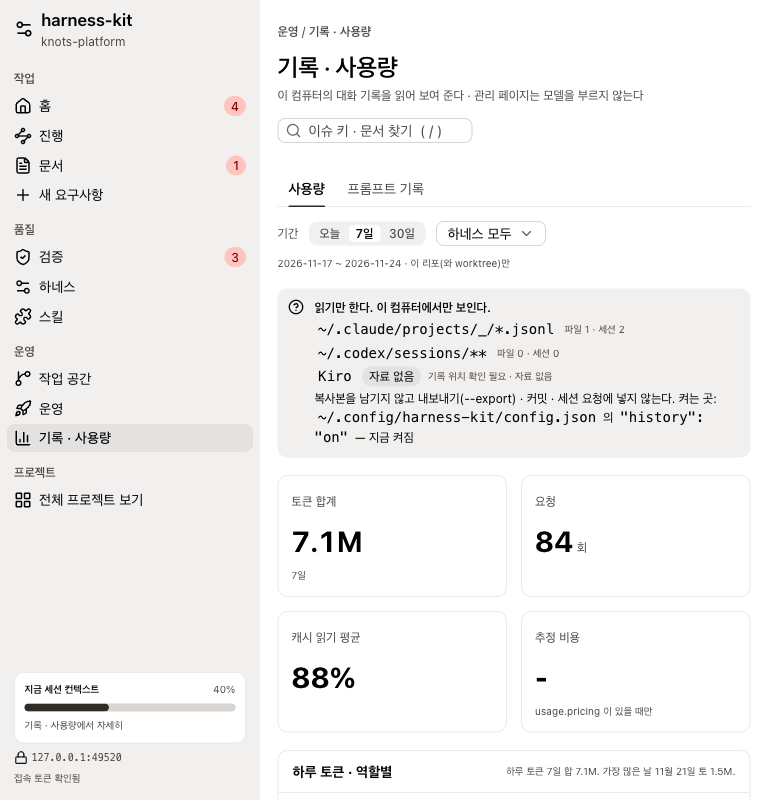 harness-kit
knots-platform
작업
홈 4
진행
문서 1
새 요구사항
품질
검증 3
하네스
스킬
운영
작업 공간
운영
기록 · 사용량
프로젝트
전체 프로젝트 보기
지금 세션 컨텍스트 40%
기록 · 사용량에서 자세히
127.0.0.1:49520
접속 토큰 확인됨
운영 / 기록 · 사용량
기록 · 사용량
이 컴퓨터의 대화 기록을 읽어 보여 준다 · 관리 페이지는 모델을 부르지 않는다
이슈 키 · 문서 찾기 ( / )
사용량 프롬프트 기록
기간 오늘 7일 30일 하네스 모두
2026-11-17 ~ 2026-11-24 · 이 리포(와 worktree)만
읽기만 한다. 이 컴퓨터에서만 보인다.
~/.claude/projects/_/*.jsonl 파일 1 · 세션 2
~/.codex/sessions/** 파일 0 · 세션 0
Kiro 자료 없음 기록 위치 확인 필요 · 자료 없음
복사본을 남기지 않고 내보내기(--export) · 커밋 · 세션 요청에 넣지 않는다. 켜는 곳:
~/.config/harness-kit/config.json 의 "history":
"on" — 지금 켜짐
토큰 합계
7.1M
7일
요청
84 회
캐시 읽기 평균
88%
추정 비용
-
usage.pricing 이 있을 때만
하루 토큰 · 역할별 하루 토큰 7일 합 7.1M. 가장 많은 날 11월 21일 토 1.5M.